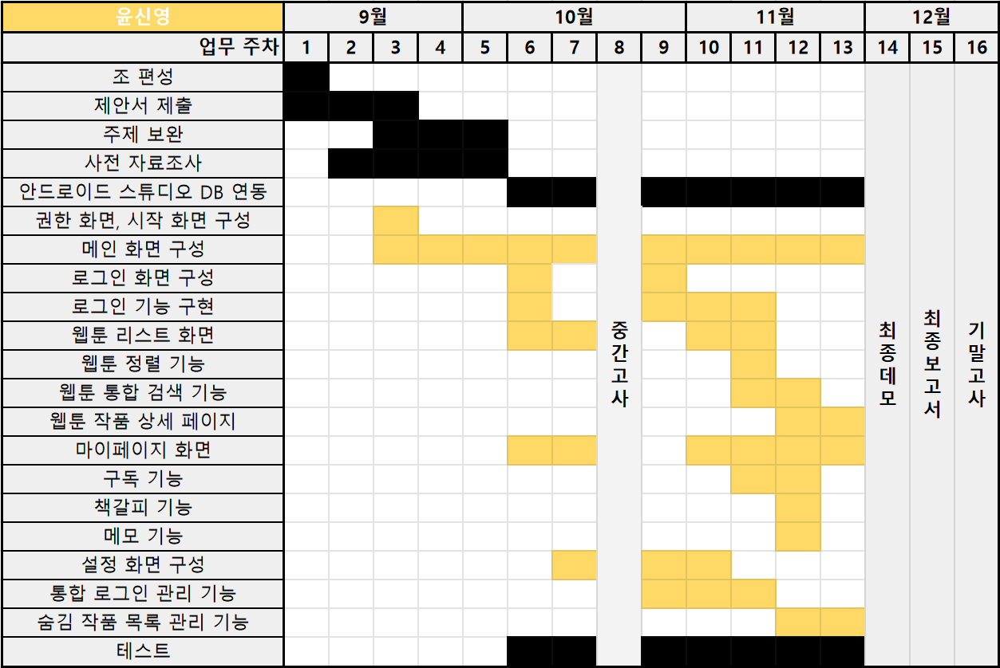 윤신영 9월 10월 11월 12월
업무 주차 1 2 3 4 5 6 7 8 9 10 11 12 13 14 15 16
조 편성
제안서 제출
주제 보완
사전 자료조사
안드로이드 스튜디오 DB 연동
권한 화면, 시작 화면 구성
메인 화면 구성
로그인 화면 구성
로그인 기능 구현
웹툰 리스트 화면
웹툰 정렬 기능
웹툰 통합 검색 기능
웹툰 작품 상세 페이지
마이페이지 화면
구독 기능
책갈피 기능
메모 기능
설정 화면 구성
통합 로그인 관리 기능
숨김 작품 목록 관리 기능
테스트
중간고사
최종데모
최종보고서
기말고사